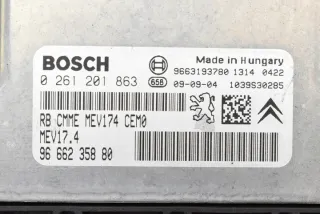 BOSCH
Made in Hungary
0 261 201 863
9663193780 1314 0422
656
09-09-04 1039S30285
RB CMME MEV174 CEM0
MEV17.4
96 662 358 80